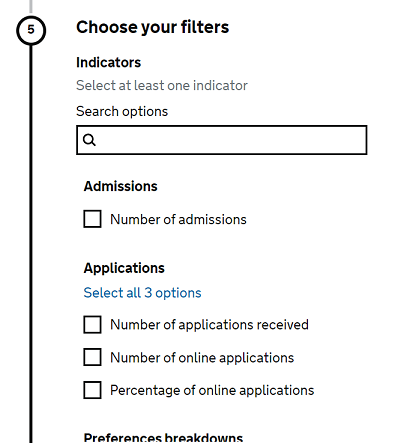 5
Choose your filters
Indicators
Select at least one indicator
Search options
Admissions
Number of admissions
Applications
Select all 3 options
Number of applications received
Number of online applications
Percentage of online applications
Preferences breakdowns